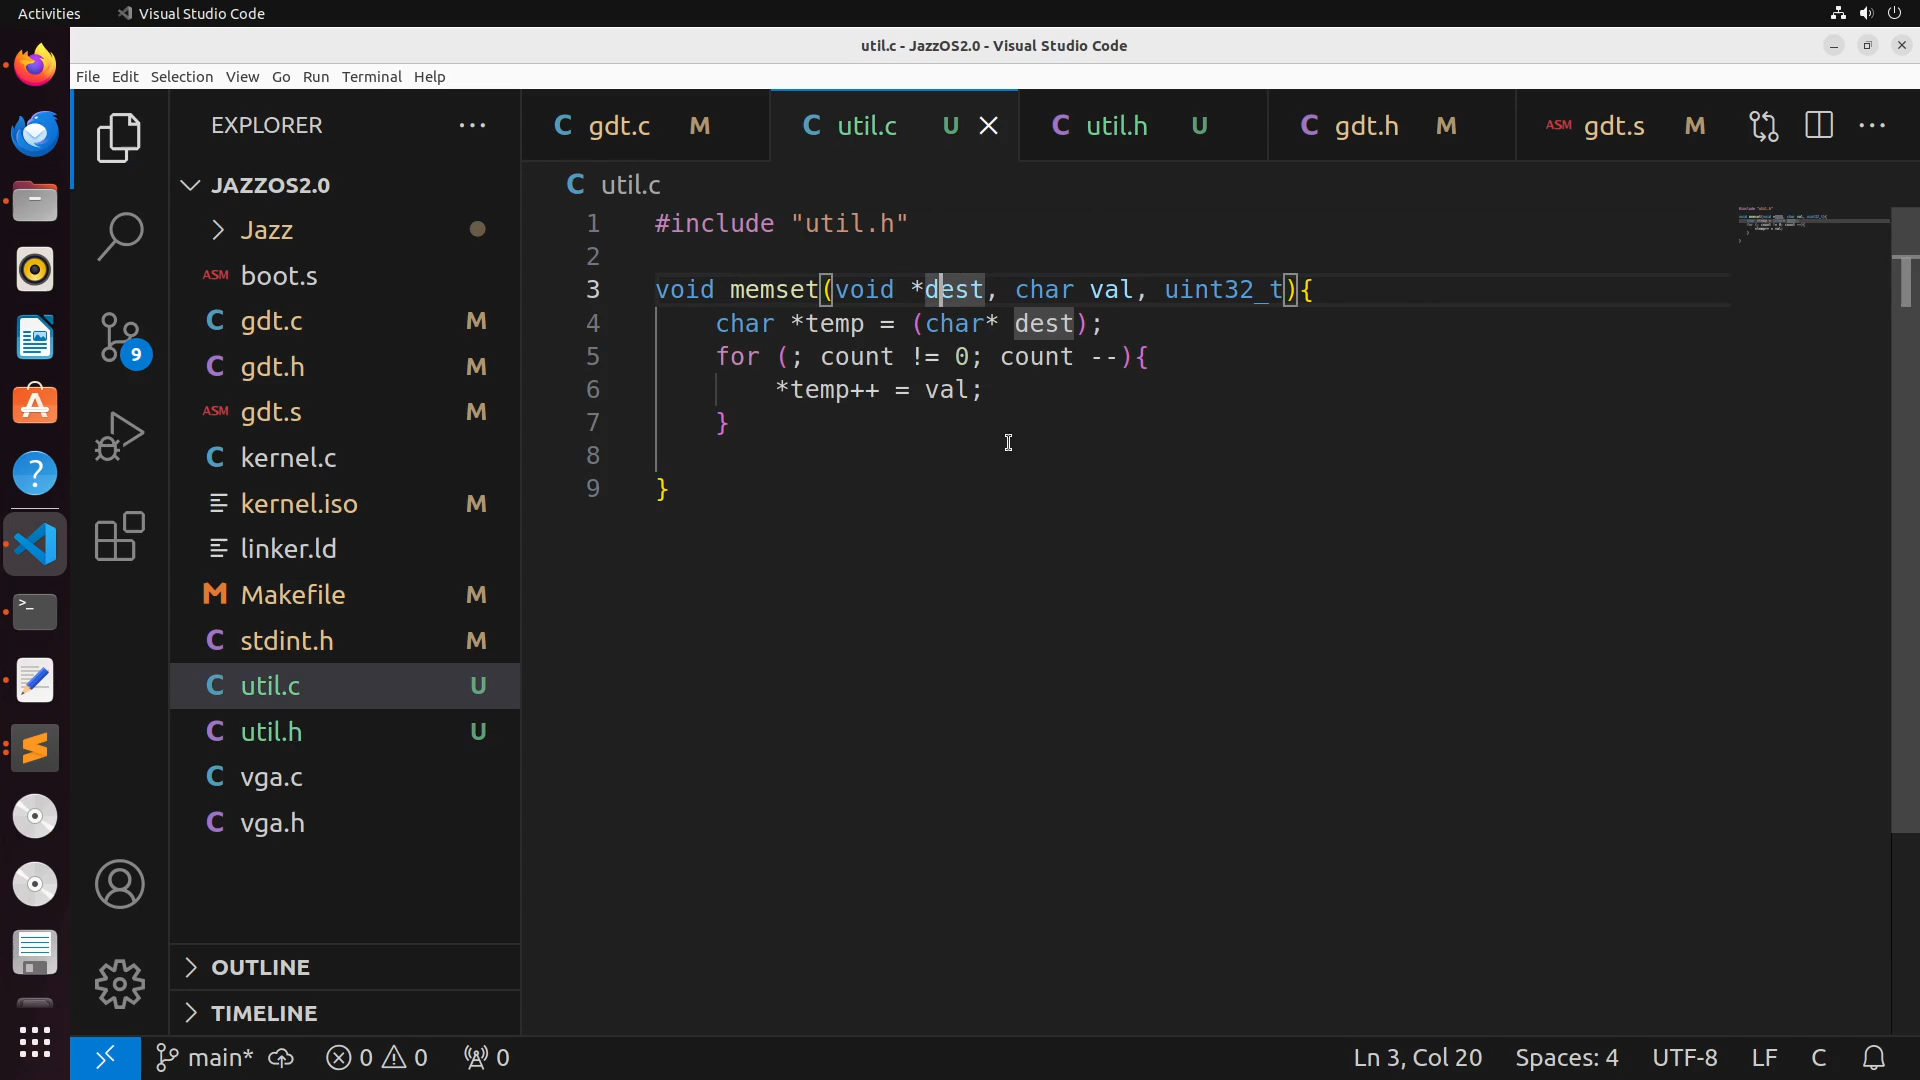 Activities Visual Studio Code
util.c - JazzOS2.0 - Visual Studio Code
File Edit Selection View Go Run Terminal Help
EXPLORER
JAZZOS2.0
Jazz
ASM boot.s
C gdt.c M
C gdt.h M
ASM gdt.s M
C kernel.c
kernel.iso M
linker.ld
M Makefile M
C stdint.h M
C util.c U
C util.h U
C vga.c
C vga.h
OUTLINE
TIMELINE
9
C gdt.c M C util.c U C util.h U C gdt.h M ASM gdt.s M
C util.c
1 #include "util.h"
2
3 void memset(void *dest, char val, uint32_t){
4 char *temp = (char* dest);
5 for (; count != 0; count --){
6 *temp++ = val;
7 }
8
9 }
main* 0 0 0 Ln 3, Col 20 Spaces: 4 UTF-8 LF C